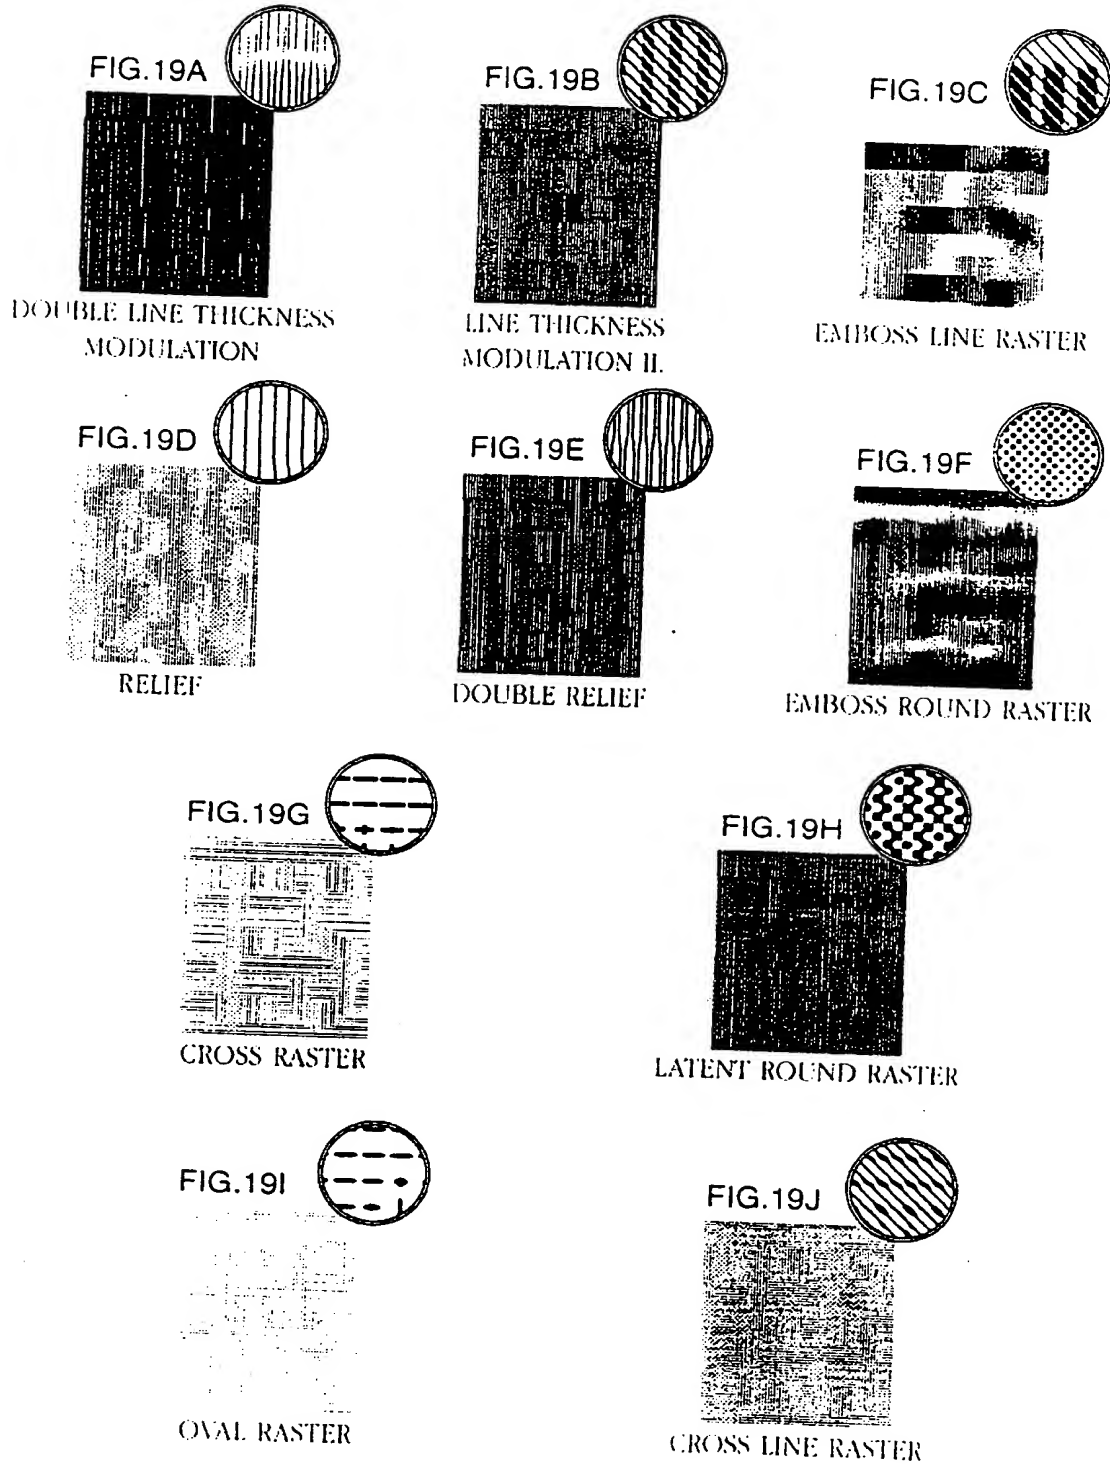 FIG.19A
DOUBLE LINE THICKNESS
MODULATION
FIG.19B
LINE THICKNESS
MODULATION II.
FIG.19C
EMBOSS LINE RASTER
FIG.19D
RELIEF
FIG.19E
DOUBLE RELIEF
FIG.19F
EMBOSS ROUND RASTER
FIG.19G
CROSS RASTER
FIG.19H
LATENT ROUND RASTER
FIG.19I
OVAL RASTER
FIG.19J
CROSS LINE RASTER